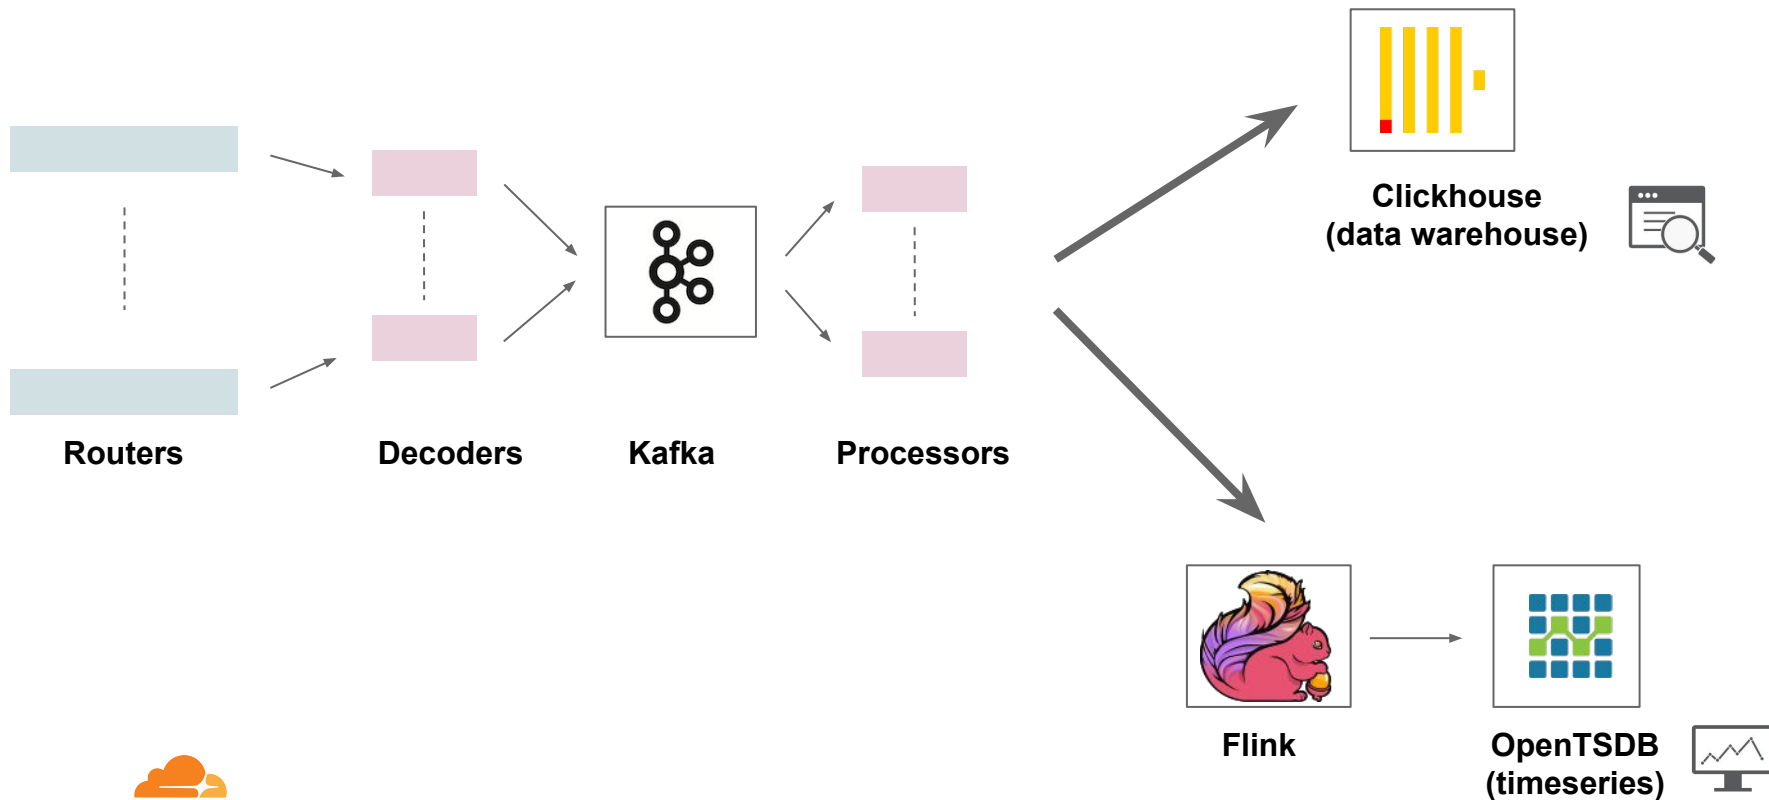 Clickhouse
(data warehouse)
Routers
Decoders
Kafka
Processors
Flink
OpenTSDB
(timeseries)